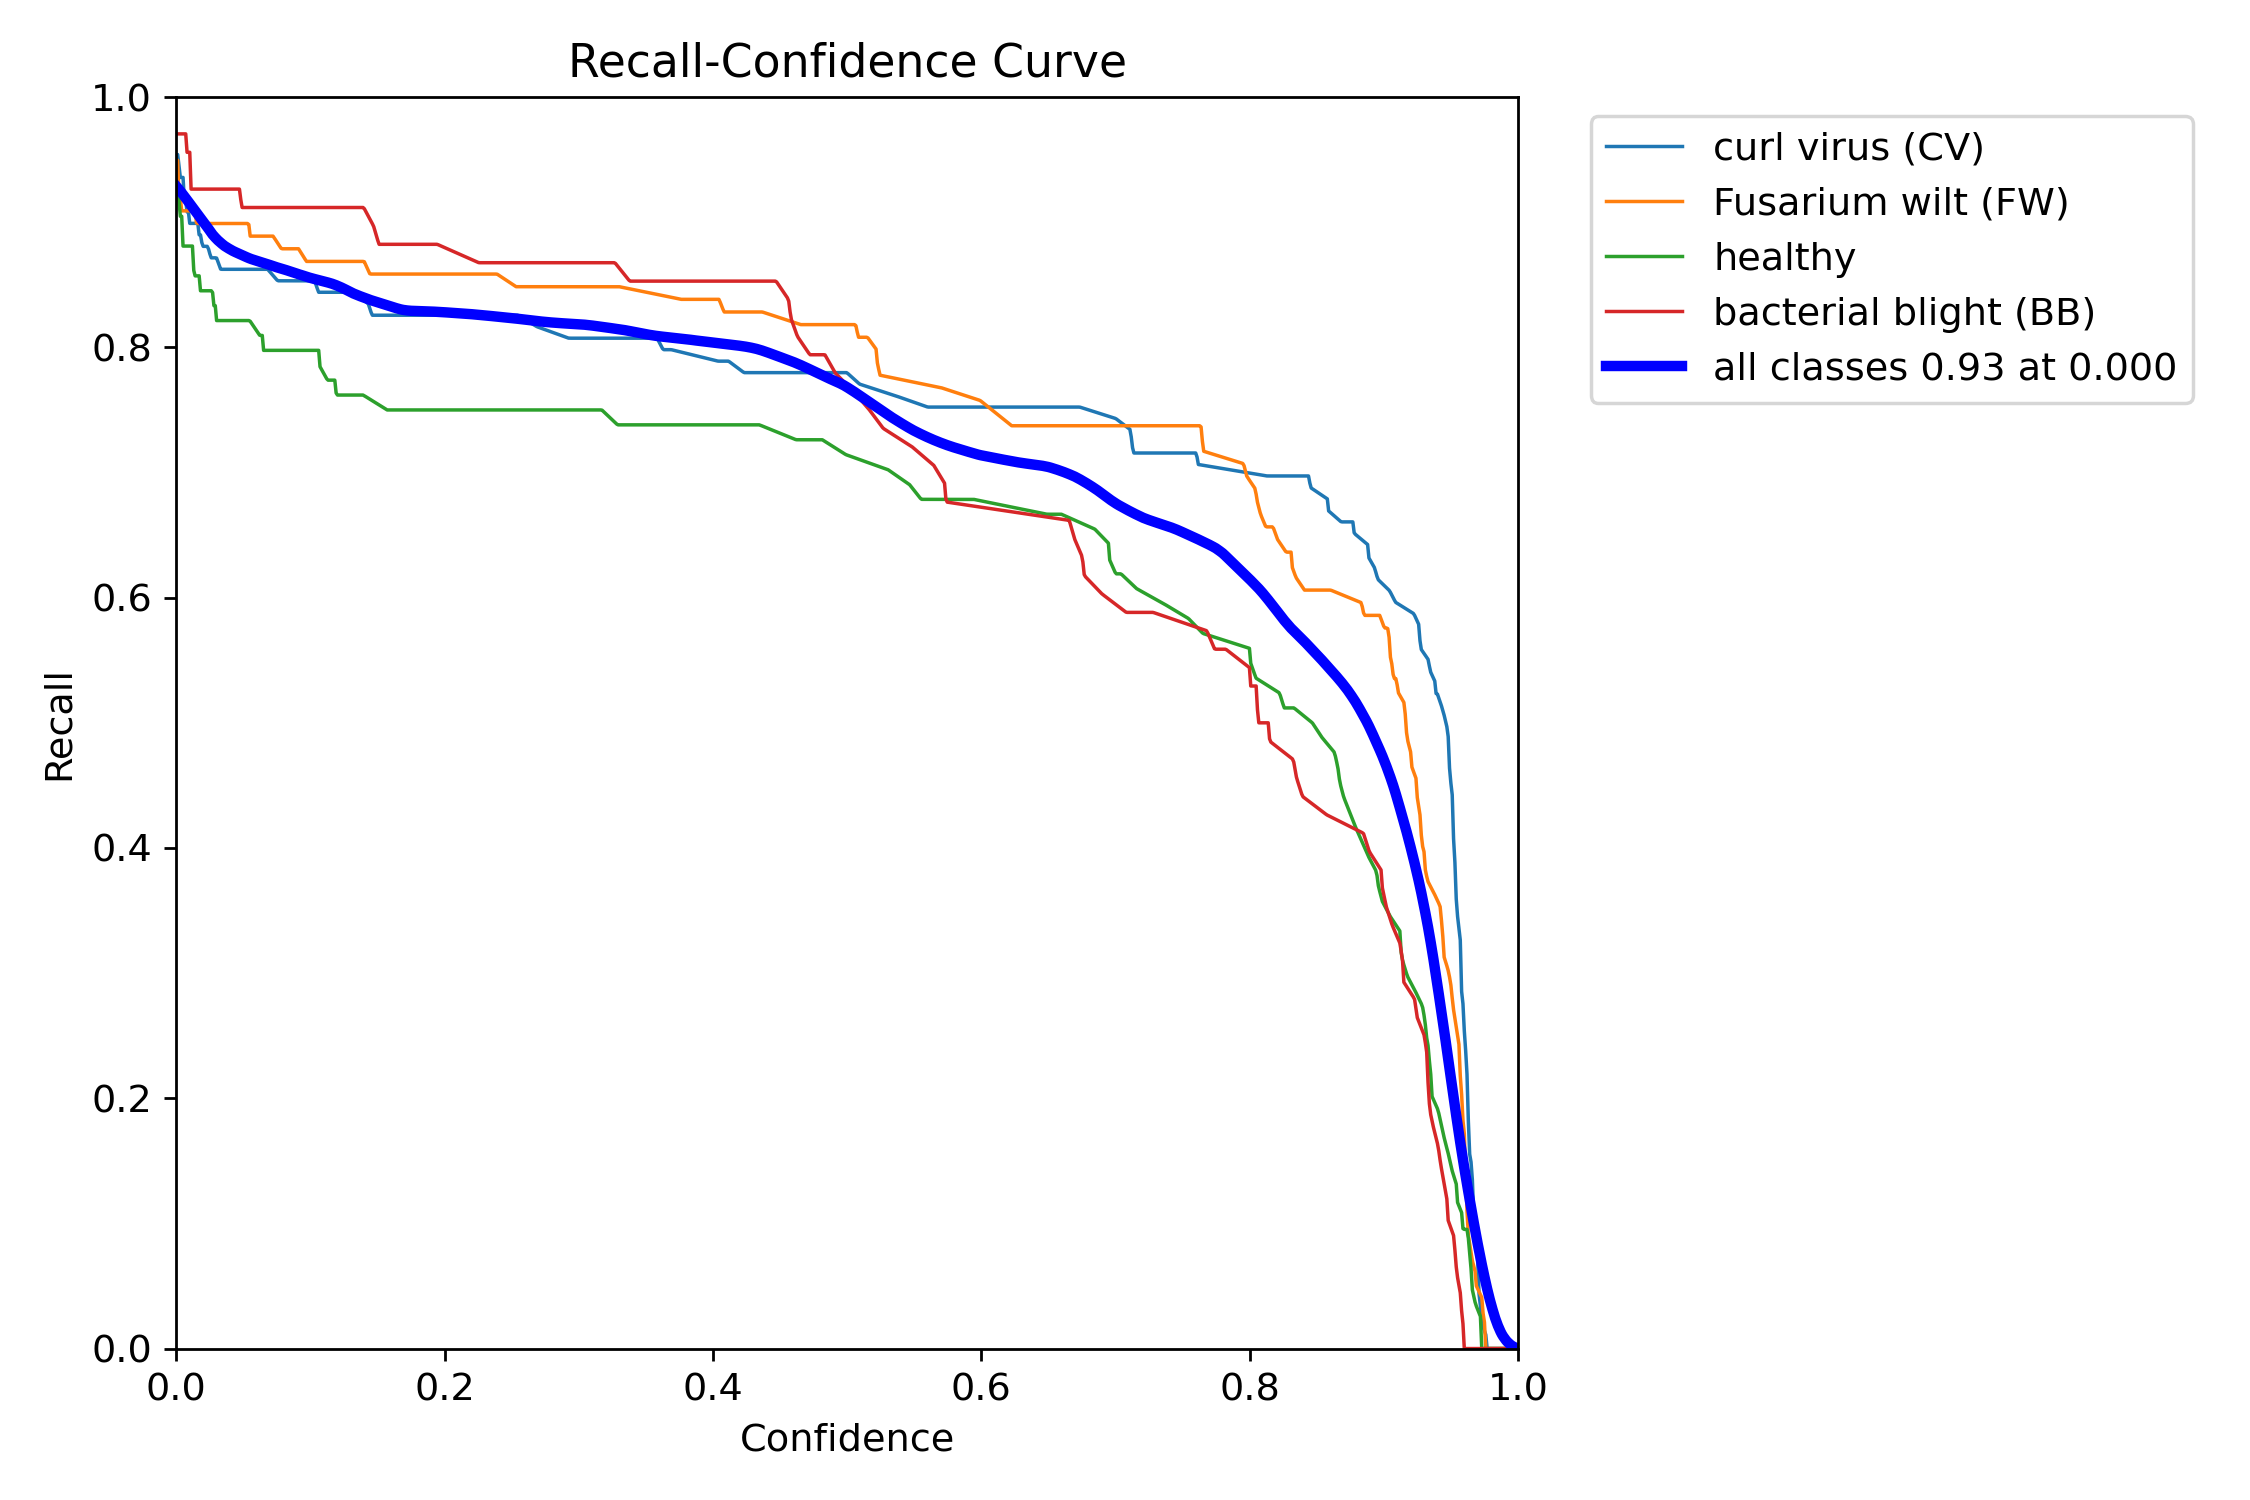 Recall-Confidence Curve
1.0
0.8
0.6
0.4
0.2
0.0
Recall
0.0 0.2 0.4 0.6 0.8 1.0
Confidence
curl virus (CV)
Fusarium wilt (FW)
healthy
bacterial blight (BB)
all classes 0.93 at 0.000